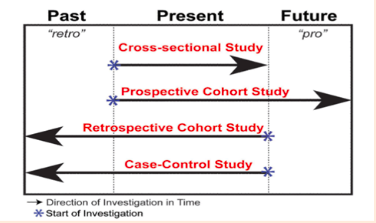 Past Present Future
"retro" "pro"
Cross-sectional Study
Prospective Cohort Study
Retrospective Cohort Study
Case-Control Study
Direction of Investigation in Time
Start of Investigation